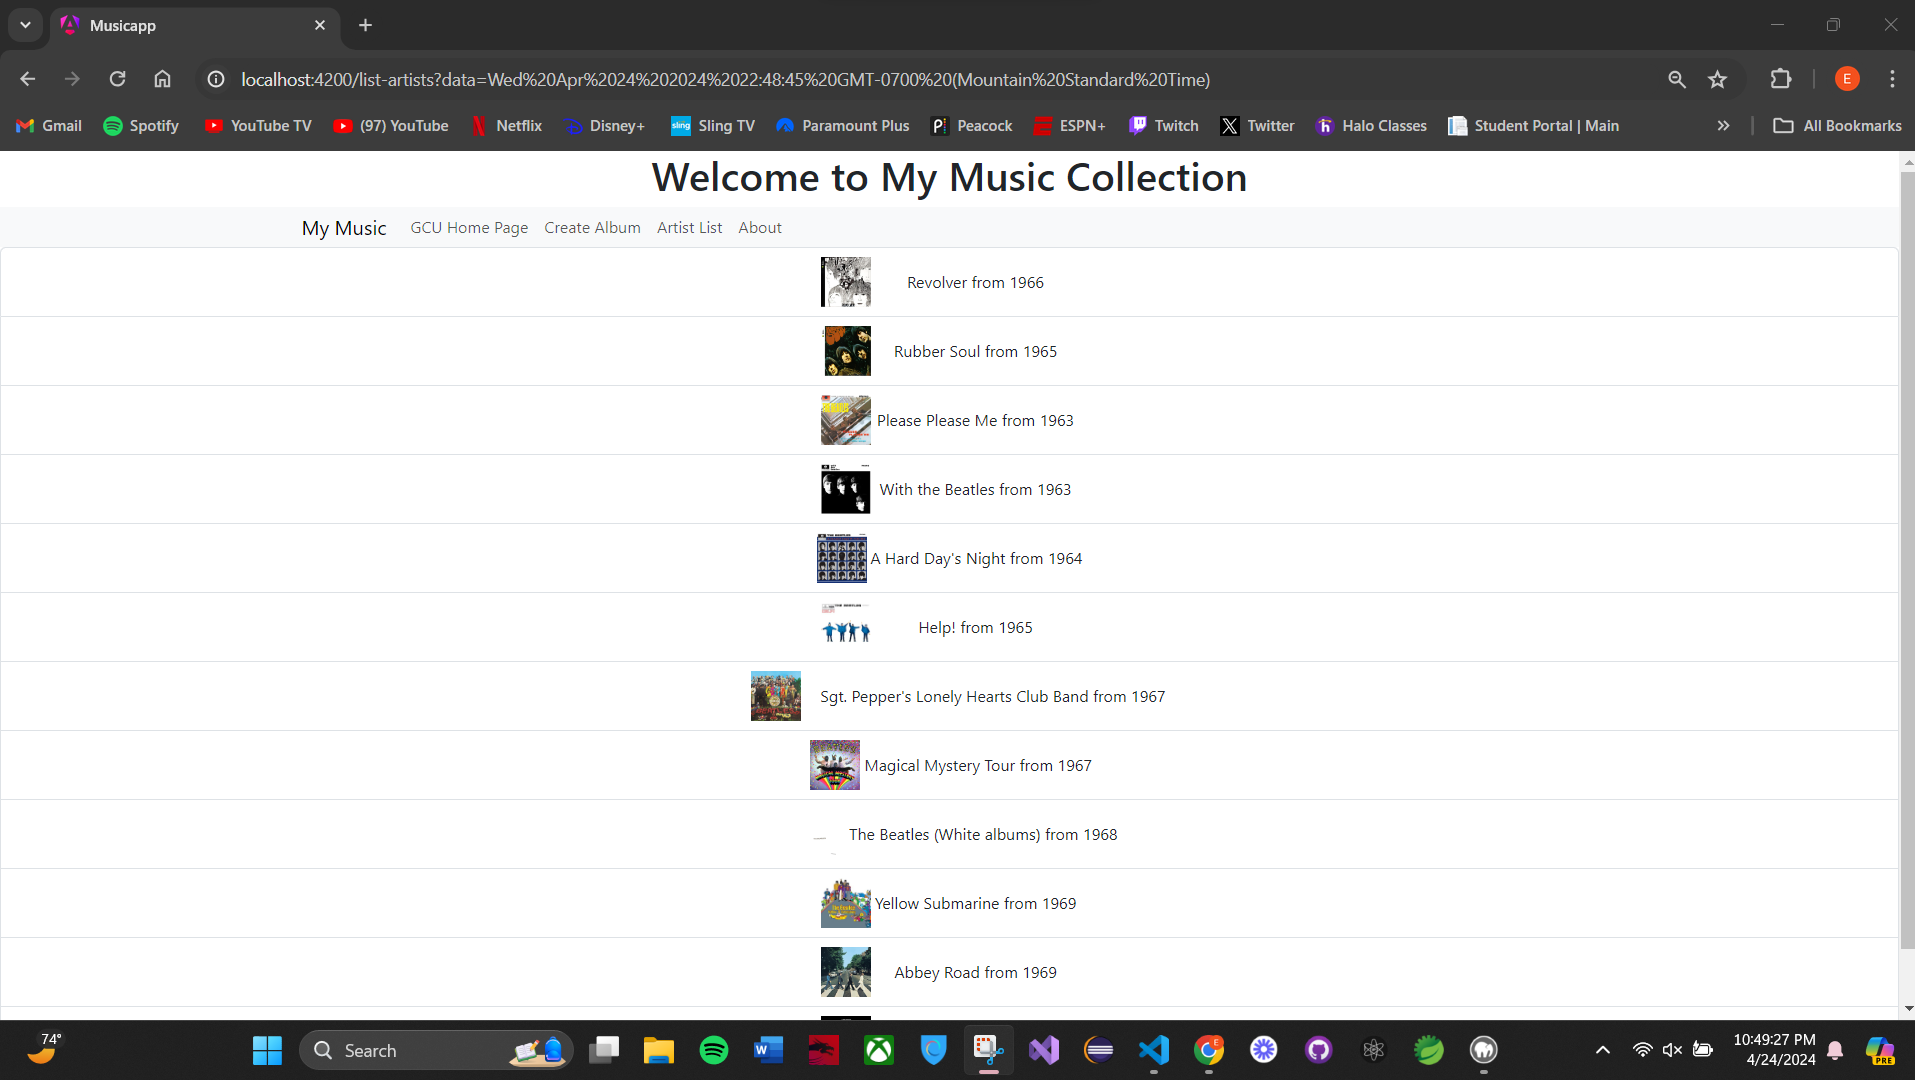 Musicapp
localhost:4200/list-artists?data=Wed%20Apr%2024%202024%2022:48:45%20GMT-0700%20(Mountain%20Standard%20Time)
E
Gmail Spotify YouTube TV (97) YouTube Netflix Disney+ sling Sling TV Paramount Plus Peacock ESPN+ Twitch Twitter Halo Classes Student Portal | Main All Bookmarks
Welcome to My Music Collection
My Music GCU Home Page Create Album Artist List About
Revolver from 1966
Rubber Soul from 1965
Please Please Me from 1963
With the Beatles from 1963
A Hard Day's Night from 1964
Help! from 1965
Sgt. Pepper's Lonely Hearts Club Band from 1967
Magical Mystery Tour from 1967
The Beatles (White albums) from 1968
Yellow Submarine from 1969
Abbey Road from 1969
74°
Search
10:49:27 PM
4/24/2024
PRE